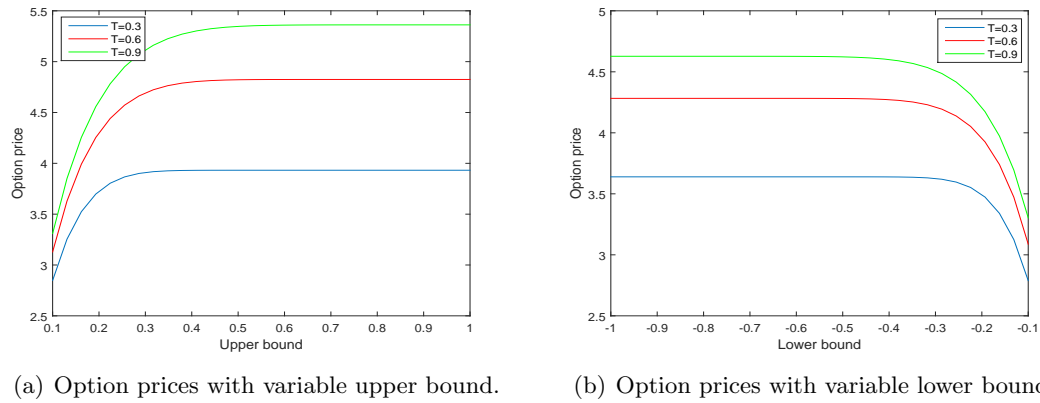 5.5
5
4.5
4
3.5
3
2.5
Option price
T=0.3
T=0.6
T=0.9
0.1 0.2 0.3 0.4 0.5 0.6 0.7 0.8 0.9 1
Upper bound
(a) Option prices with variable upper bound.
5
4.5
4
3.5
3
2.5
Option price
T=0.3
T=0.6
T=0.9
-1 -0.9 -0.8 -0.7 -0.6 -0.5 -0.4 -0.3 -0.2 -0.1
Lower bound
(b) Option prices with variable lower bound